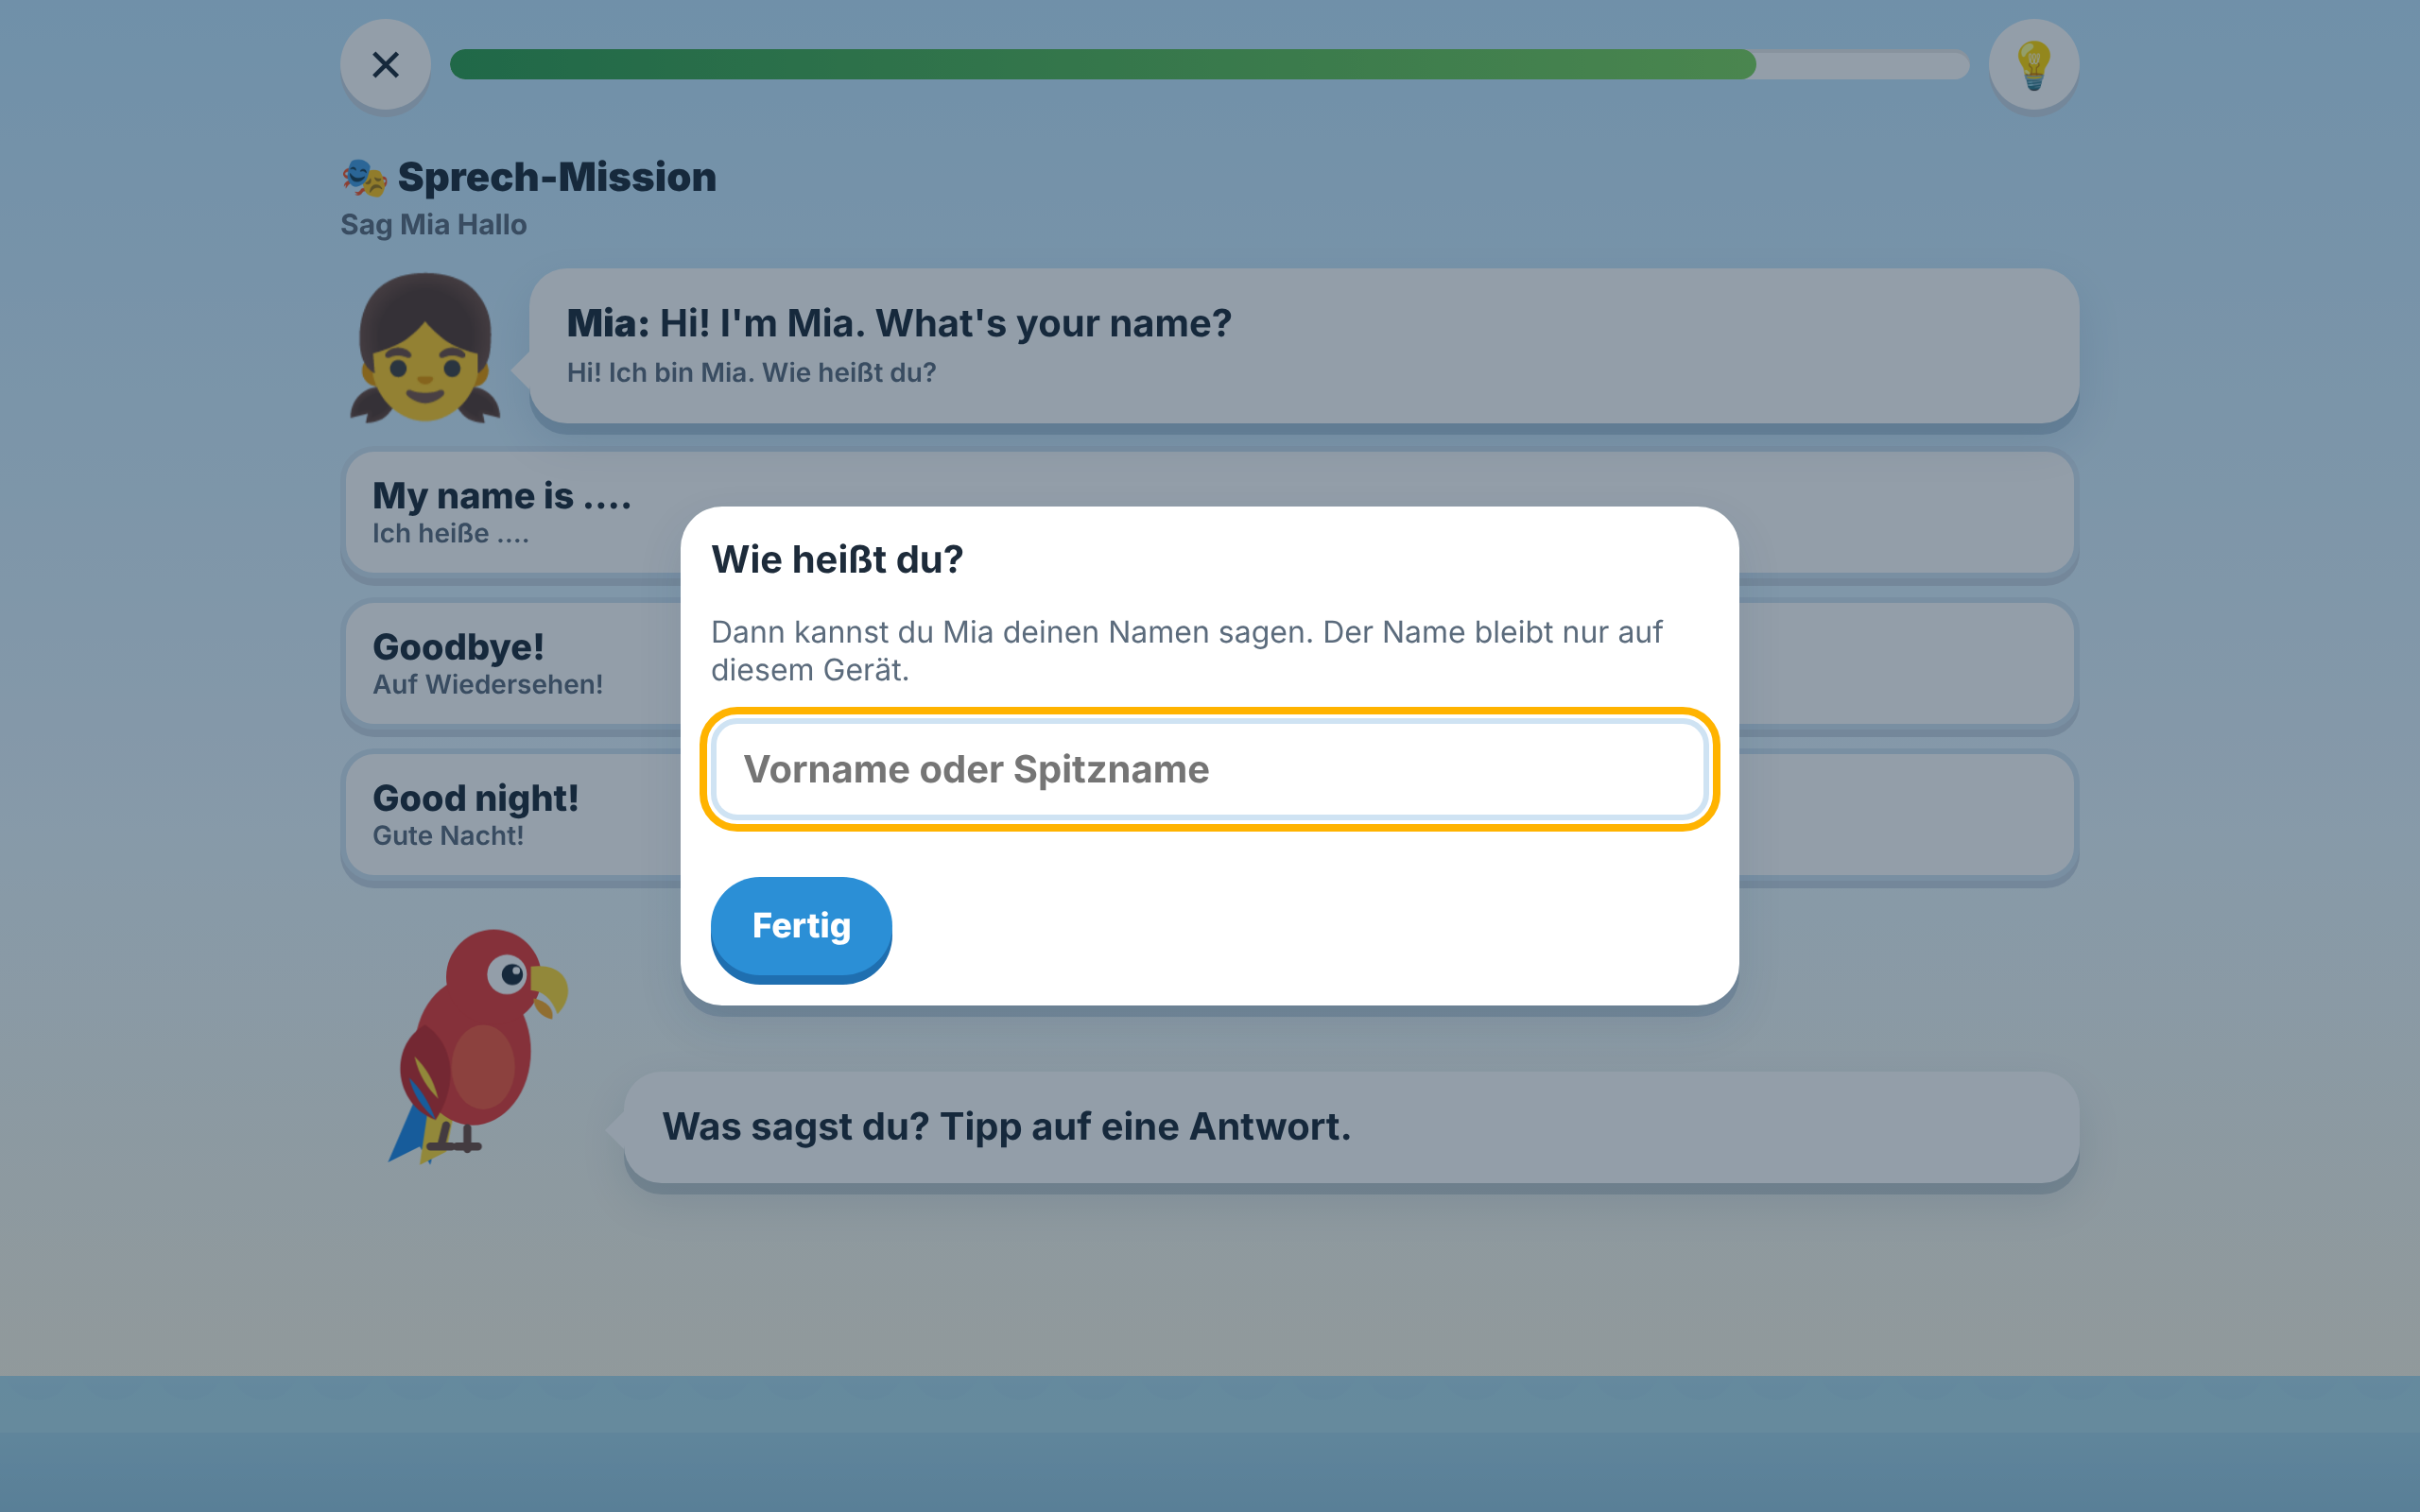 🎭 Sprech-Mission
Sag Mia Hallo
Mia: Hi! I'm Mia. What's your name?
Hi! Ich bin Mia. Wie heißt du?
My name is ....
Ich heiße ....
Goodbye!
Auf Wiedersehen!
Good night!
Gute Nacht!
Wie heißt du?
Dann kannst du Mia deinen Namen sagen. Der Name bleibt nur auf
diesem Gerät.
Vorname oder Spitzname
Fertig
Was sagst du? Tipp auf eine Antwort.